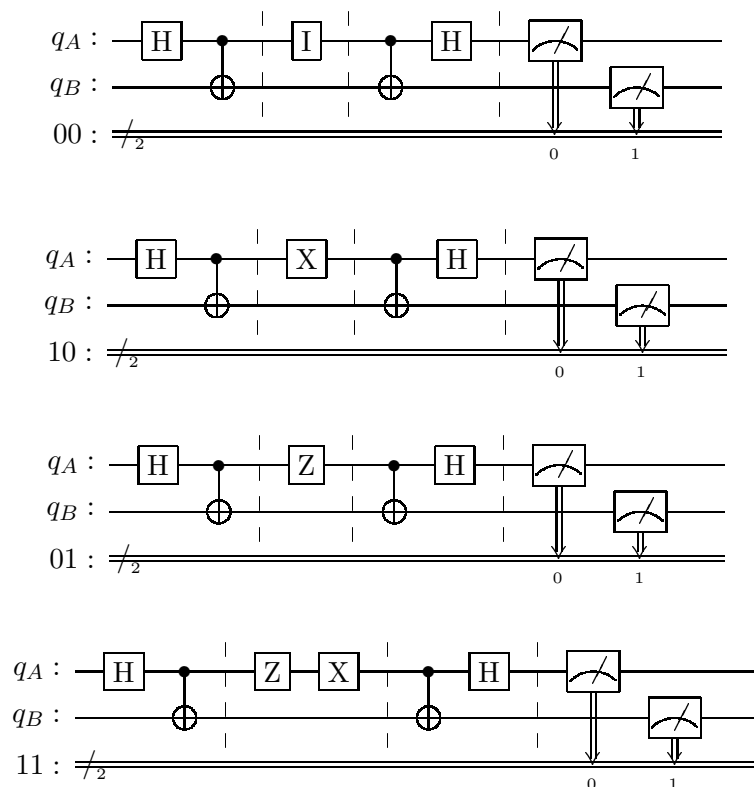 q_A : H I H
q_B :
00 : /2 0 1
q_A : H X H
q_B :
10 : /2 0 1
q_A : H Z H
q_B :
01 : /2 0 1
q_A : H Z X H
q_B :
11 : /2 0 1